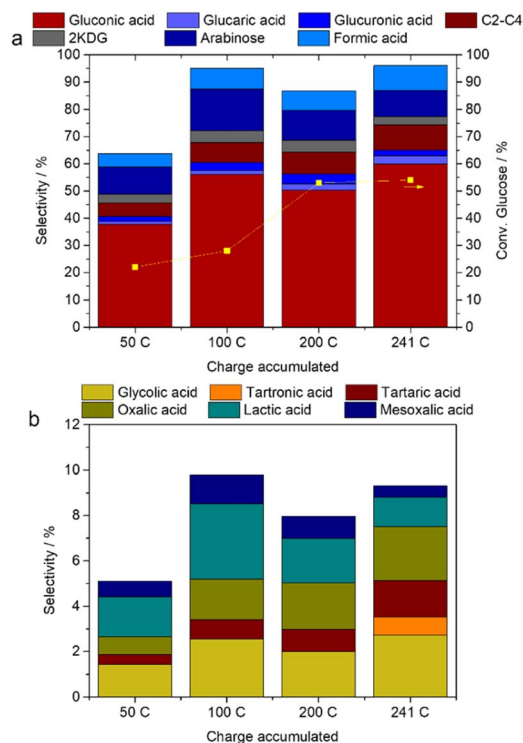 Gluconic acid Glucaric acid Glucuronic acid C2-C4
a
2KDG Arabinose Formic acid
100 100
90 90
80 80
70 70
60 60
50 50
40 40
30 30
20 20
10 10
0 0
Selectivity / %
Conv. Glucose / %
50 C 100 C 200 C 241 C
Charge accumulated
Glycolic acid Tartronic acid Tartaric acid
Oxalic acid Lactic acid Mesoxalic acid
b
12
10
8
6
4
2
0
Selectivity / %
50 C 100 C 200 C 241 C
Charge accumulated